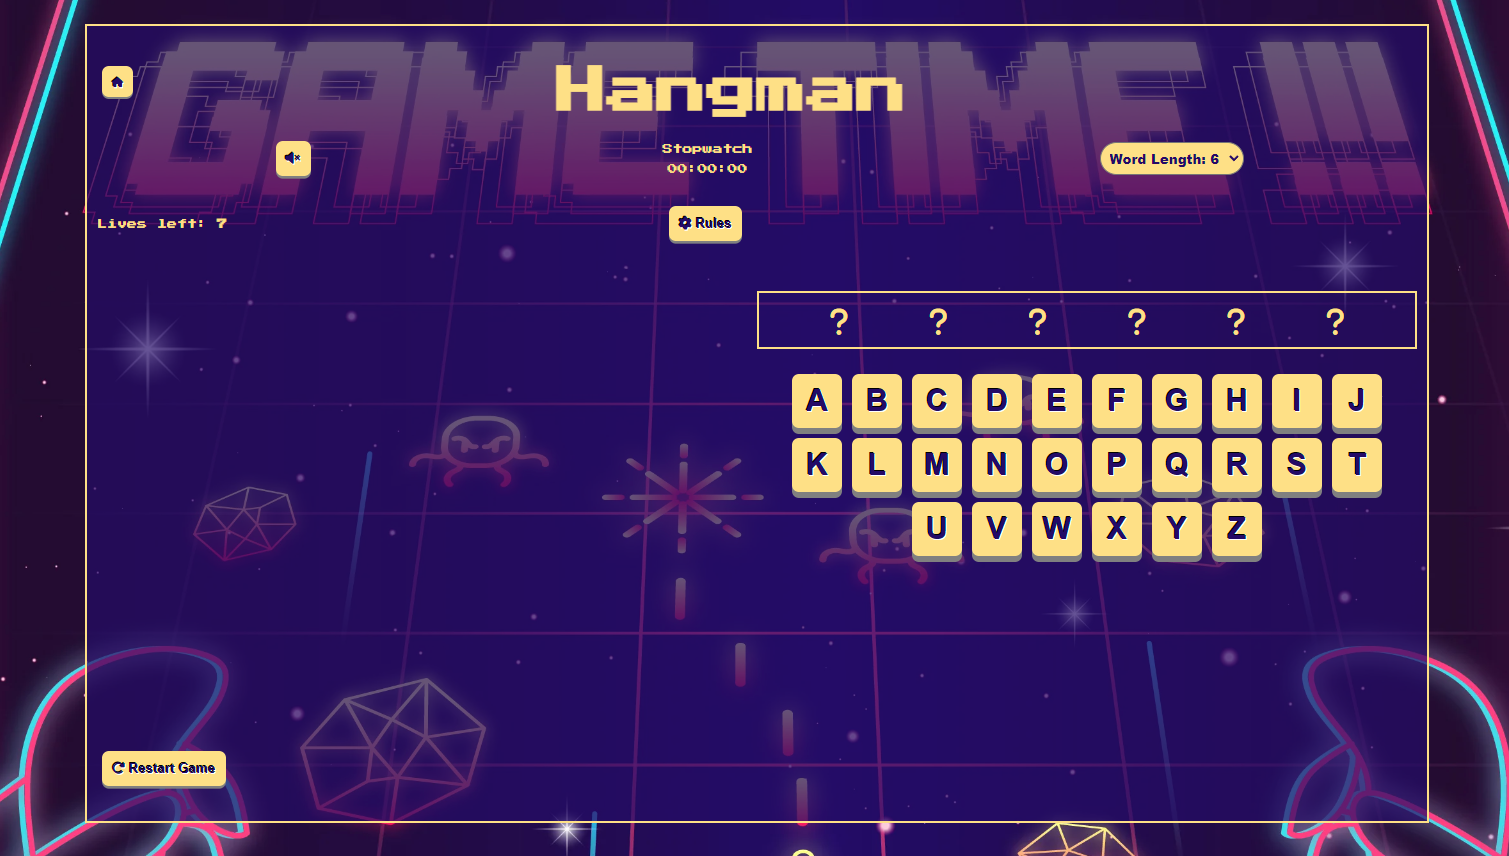 GAME TIME !!!
Hangman
Stopwatch
00:00:00
Word Length: 6
Lives left: 7
Rules
? ? ? ? ? ?
A B C D E F G H I J
K L M N O P Q R S T
U V W X Y Z
Restart Game